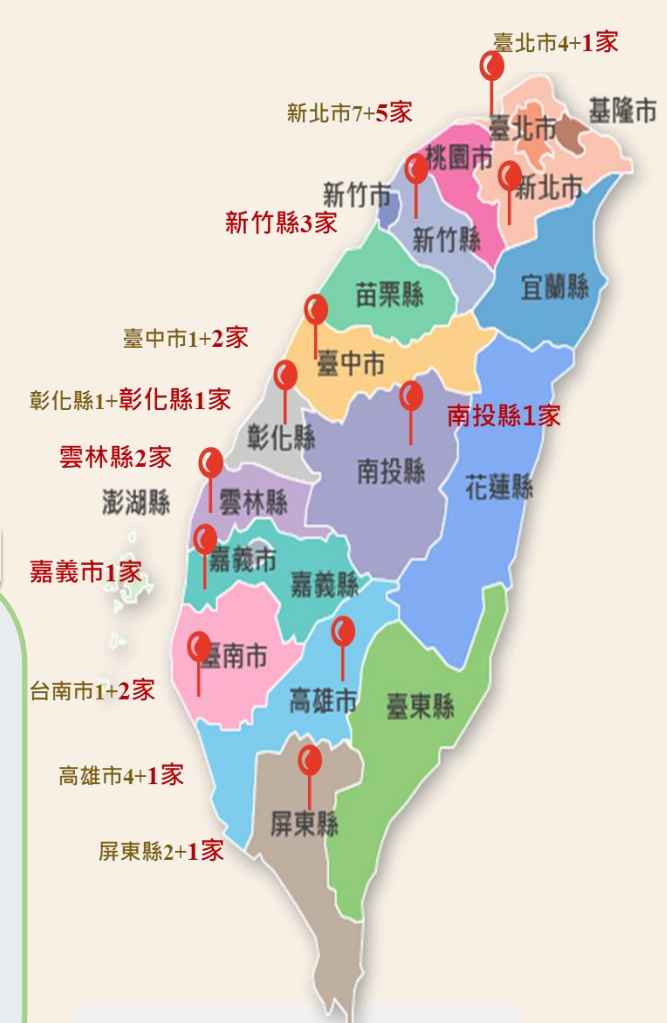 臺北市4+1家
新北市7+5家
基隆市
臺北市
桃園市
新北市
新竹市
新竹縣3家
新竹縣
宜蘭縣
苗栗縣
臺中市1+2家
臺中市
彰化縣1+彰化縣1家
南投縣1家
彰化縣
雲林縣2家
南投縣
花蓮縣
澎湖縣
雲林縣
嘉義市
嘉義市1家
嘉義縣
臺南市
台南市1+2家
高雄市
臺東縣
高雄市4+1家
屏東縣
屏東縣2+1家